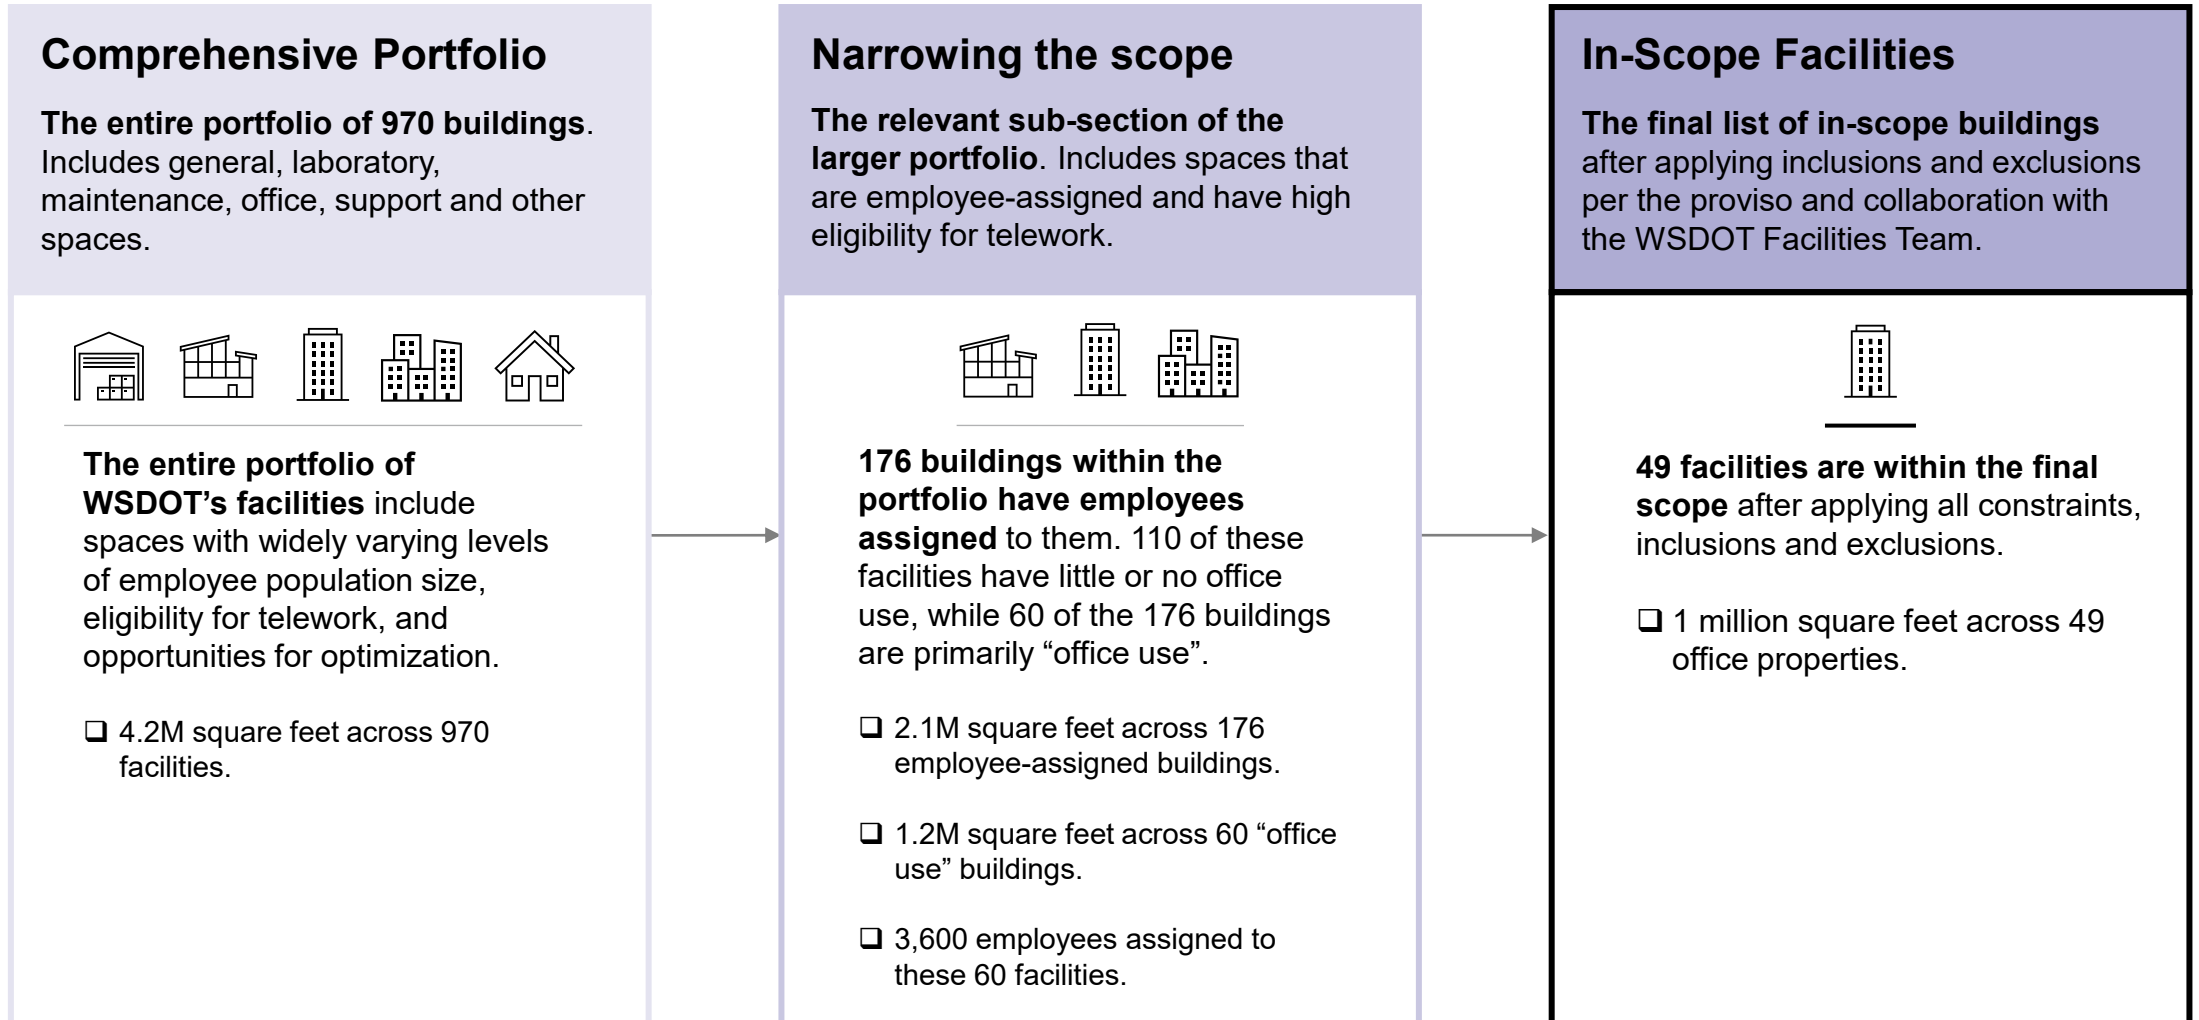 Comprehensive Portfolio
The entire portfolio of 970 buildings.
Includes general, laboratory,
maintenance, office, support and other
spaces.
The entire portfolio of
WSDOT’s facilities include
spaces with widely varying levels
of employee population size,
eligibility for telework, and
opportunities for optimization.
❑ 4.2M square feet across 970
facilities.
Narrowing the scope
The relevant sub-section of the
larger portfolio. Includes spaces that
are employee-assigned and have high
eligibility for telework.
176 buildings within the
portfolio have employees
assigned to them. 110 of these
facilities have little or no office
use, while 60 of the 176 buildings
are primarily “office use”.
❑ 2.1M square feet across 176
employee-assigned buildings.
❑ 1.2M square feet across 60 “office
use” buildings.
❑ 3,600 employees assigned to
these 60 facilities.
In-Scope Facilities
The final list of in-scope buildings
after applying inclusions and exclusions
per the proviso and collaboration with
the WSDOT Facilities Team.
49 facilities are within the final
scope after applying all constraints,
inclusions and exclusions.
❑ 1 million square feet across 49
office properties.